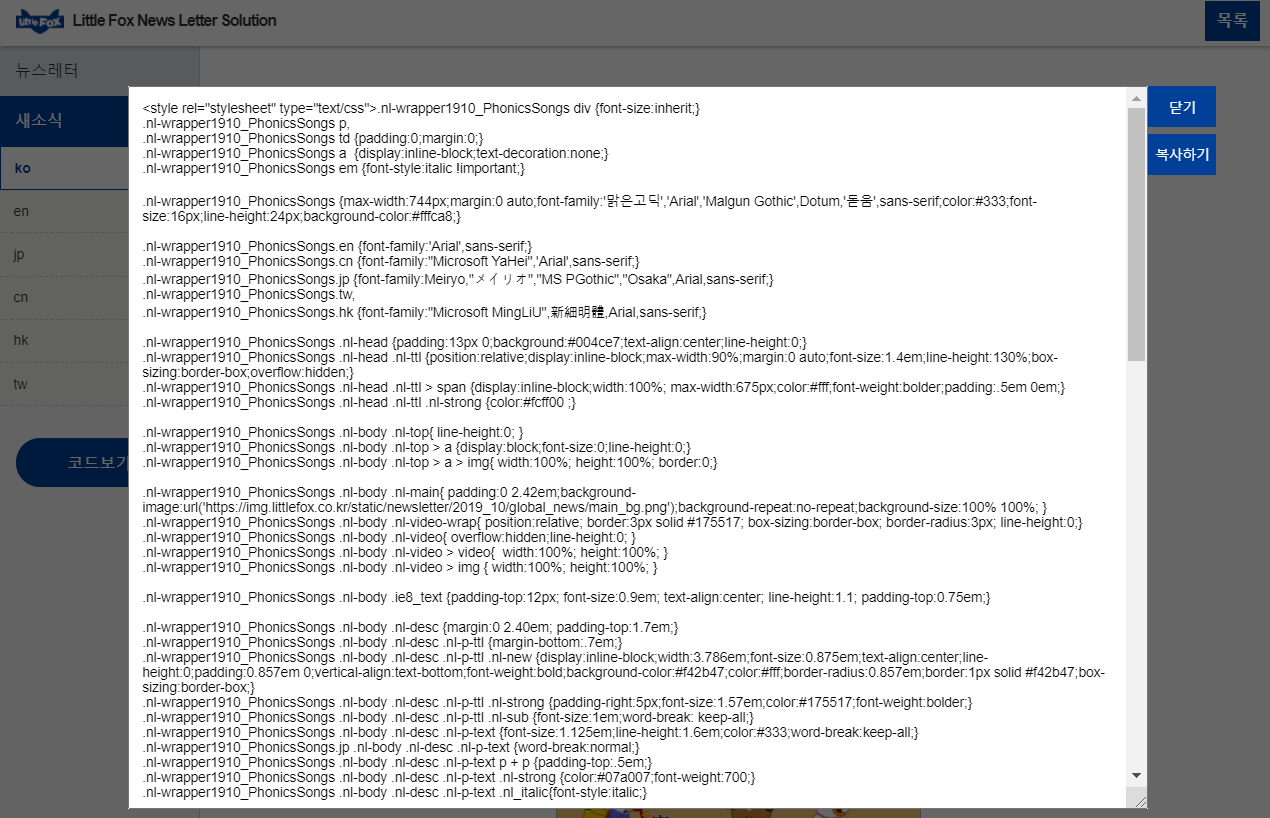 Little Fox Little Fox News Letter Solution
목록
뉴스레터
새소식
ko
en
jp
cn
hk
tw
코드보기
<style rel="stylesheet" type="text/css">.nl-wrapper1910_PhonicsSongs div {font-size:inherit;}
.nl-wrapper1910_PhonicsSongs p,
.nl-wrapper1910_PhonicsSongs td {padding:0;margin:0;}
.nl-wrapper1910_PhonicsSongs a  {display:inline-block;text-decoration:none;}
.nl-wrapper1910_PhonicsSongs em {font-style:italic !important;}
.nl-wrapper1910_PhonicsSongs {max-width:744px;margin:0 auto;font-family:'맑은고딕','Arial','Malgun Gothic',Dotum,'돋움',sans-serif;color:#333;font-
size:16px;line-height:24px;background-color:#fffca8;}
.nl-wrapper1910_PhonicsSongs.en {font-family:'Arial',sans-serif;}
.nl-wrapper1910_PhonicsSongs.cn {font-family:"Microsoft YaHei",'Arial',sans-serif;}
.nl-wrapper1910_PhonicsSongs.jp {font-family:Meiryo,"メイリオ","MS PGothic","Osaka",Arial,sans-serif;}
.nl-wrapper1910_PhonicsSongs.tw,
.nl-wrapper1910_PhonicsSongs.hk {font-family:"Microsoft MingLiU",新細明體,Arial,sans-serif;}
.nl-wrapper1910_PhonicsSongs .nl-head {padding:13px 0;background:#004ce7;text-align:center;line-height:0;}
.nl-wrapper1910_PhonicsSongs .nl-head .nl-ttl {position:relative;display:inline-block;max-width:90%;margin:0 auto;font-size:1.4em;line-height:130%;box-
sizing:border-box;overflow:hidden;}
.nl-wrapper1910_PhonicsSongs .nl-head .nl-ttl > span {display:inline-block;width:100%; max-width:675px;color:#fff;font-weight:bolder;padding:.5em 0em;}
.nl-wrapper1910_PhonicsSongs .nl-head .nl-ttl .nl-strong {color:#fcff00 ;}
.nl-wrapper1910_PhonicsSongs .nl-body .nl-top{ line-height:0; }
.nl-wrapper1910_PhonicsSongs .nl-body .nl-top > a {display:block;font-size:0;line-height:0;}
.nl-wrapper1910_PhonicsSongs .nl-body .nl-top > a > img{ width:100%; height:100%; border:0;}
.nl-wrapper1910_PhonicsSongs .nl-body .nl-main{ padding:0 2.42em;background-
image:url('https://img.littlefox.co.kr/static/newsletter/2019_10/global_news/main_bg.png');background-repeat:no-repeat;background-size:100% 100%; }
.nl-wrapper1910_PhonicsSongs .nl-body .nl-video-wrap{ position:relative; border:3px solid #175517; box-sizing:border-box; border-radius:3px; line-height:0;}
.nl-wrapper1910_PhonicsSongs .nl-body .nl-video{ overflow:hidden;line-height:0; }
.nl-wrapper1910_PhonicsSongs .nl-body .nl-video > video{  width:100%; height:100%; }
.nl-wrapper1910_PhonicsSongs .nl-body .nl-video > img { width:100%; height:100%; }
.nl-wrapper1910_PhonicsSongs .nl-body .ie8_text {padding-top:12px; font-size:0.9em; text-align:center; line-height:1.1; padding-top:0.75em;}
.nl-wrapper1910_PhonicsSongs .nl-body .nl-desc {margin:0 2.40em; padding-top:1.7em;}
.nl-wrapper1910_PhonicsSongs .nl-body .nl-desc .nl-p-ttl {margin-bottom:.7em;}
.nl-wrapper1910_PhonicsSongs .nl-body .nl-desc .nl-p-ttl .nl-new {display:inline-block;width:3.786em;font-size:0.875em;text-align:center;line-
height:0;padding:0.857em 0;vertical-align:text-bottom;font-weight:bold;background-color:#f42b47;color:#fff;border-radius:0.857em;border:1px solid #f42b47;box-
sizing:border-box;}
.nl-wrapper1910_PhonicsSongs .nl-body .nl-desc .nl-p-ttl .nl-strong {padding-right:5px;font-size:1.57em;color:#175517;font-weight:bolder;}
.nl-wrapper1910_PhonicsSongs .nl-body .nl-desc .nl-p-ttl .nl-sub {font-size:1em;word-break: keep-all;}
.nl-wrapper1910_PhonicsSongs .nl-body .nl-desc .nl-p-text {font-size:1.125em;line-height:1.6em;color:#333;word-break:keep-all;}
.nl-wrapper1910_PhonicsSongs.jp .nl-body .nl-desc .nl-p-text {word-break:normal;}
.nl-wrapper1910_PhonicsSongs .nl-body .nl-desc .nl-p-text p + p {padding-top:.5em;}
.nl-wrapper1910_PhonicsSongs .nl-body .nl-desc .nl-p-text .nl-strong {color:#07a007;font-weight:700;}
.nl-wrapper1910_PhonicsSongs .nl-body .nl-desc .nl-p-text .nl_italic{font-style:italic;}
닫기
복사하기